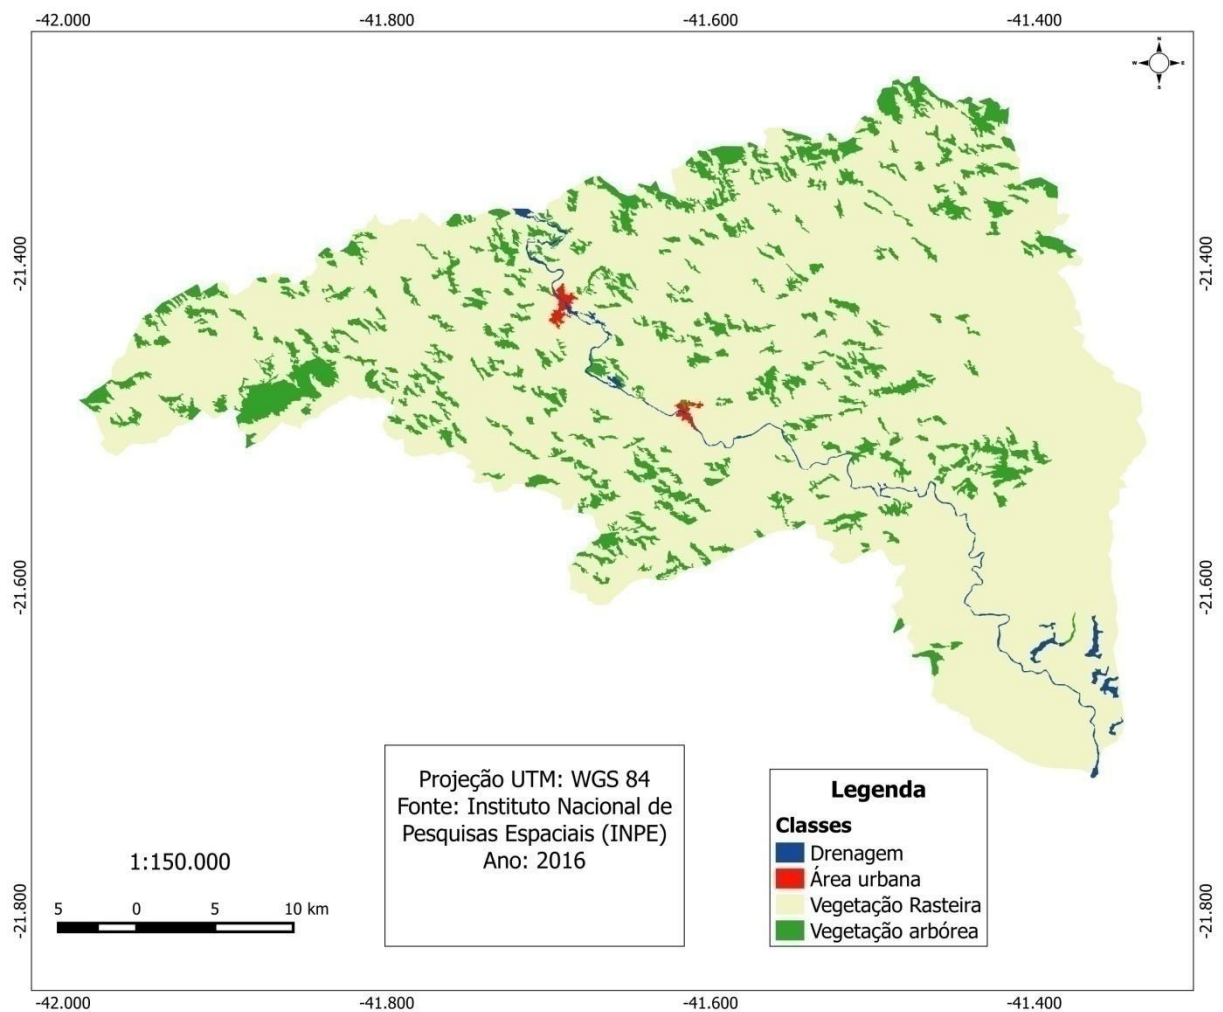 -42.000 -41.800 -41.600 -41.400
N
W E
S
-21.400 -21.400
-21.600 -21.600
-21.800 -21.800
Projeção UTM: WGS 84
Fonte: Instituto Nacional de
Pesquisas Espaciais (INPE)
Ano: 2016
1:150.000
5 0 5 10 km
Legenda
Classes
Drenagem
Área urbana
Vegetação Rasteira
Vegetação arbórea
-42.000 -41.800 -41.600 -41.400